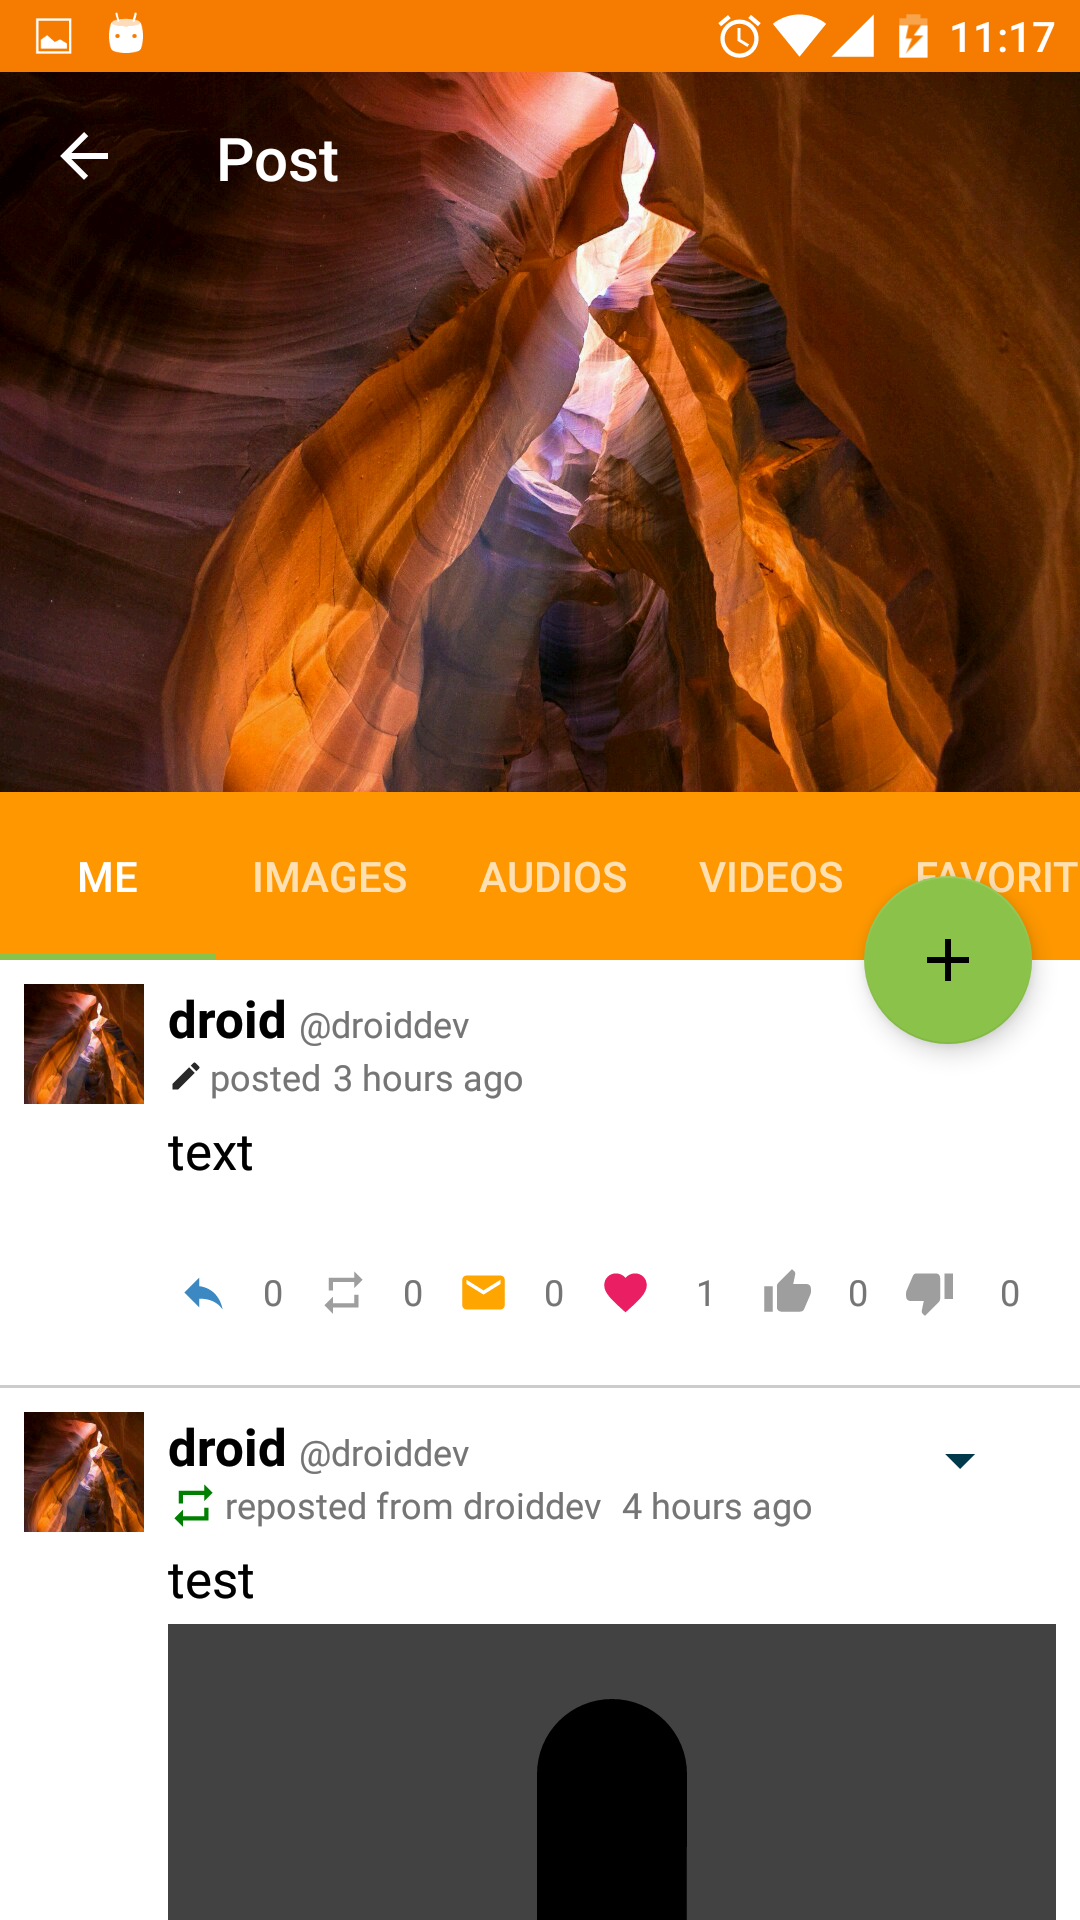 11:17
Post
ME IMAGES AUDIOS VIDEOS FAVORIT
droid @droiddev
posted 3 hours ago
text
0 0 0 1 0 0
droid @droiddev
reposted from droiddev 4 hours ago
test